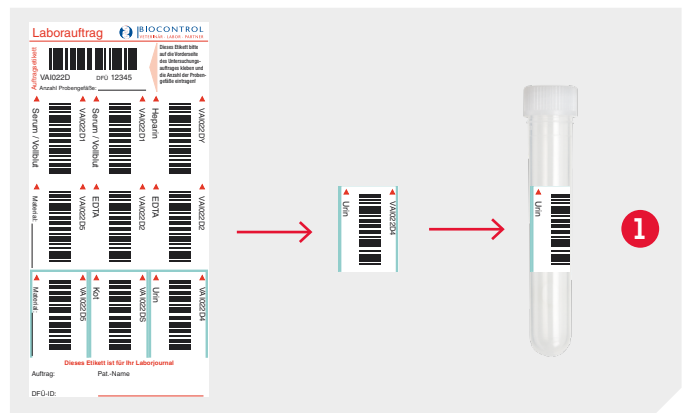 Laborauftrag
BIOCONTROL
VETERINÄR · LABOR · PARTNER
Auftragsetikett
VAI022D
DFÜ 12345
Anzahl Probengefäße:
Dieses Etikett bitte
auf die Vorderseite
des Untersuchungs-
auftrages kleben und
die Anzahl der Proben-
gefäße eintragen!
Serum / Vollblut
VAI022D1
Serum / Vollblut
VAI022D1
Heparin
VAI022DY
Material:
VAI022D5
EDTA
VAI022D2
EDTA
VAI022D2
Material:
VAI022D5
Kot
VAI022DS
Urin
VAI022D4
Dieses Etikett ist für Ihr Laborjournal
Auftrag:
Pat.-Name
DFÜ-ID:
Urin
VAI022D4
Urin
1